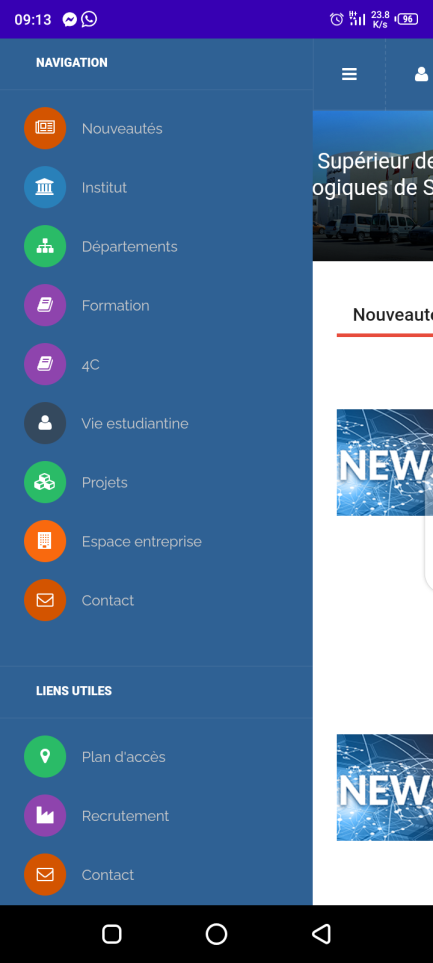 09:13
23.8
K/s
96
NAVIGATION
Nouveautés
Institut
Supérieur de
ogiques de S
Départements
Formation
Nouveaut
4C
Vie estudiantine
NEW
Projets
Espace entreprise
Contact
LIENS UTILES
Plan d'accès
NEW
Recrutement
Contact